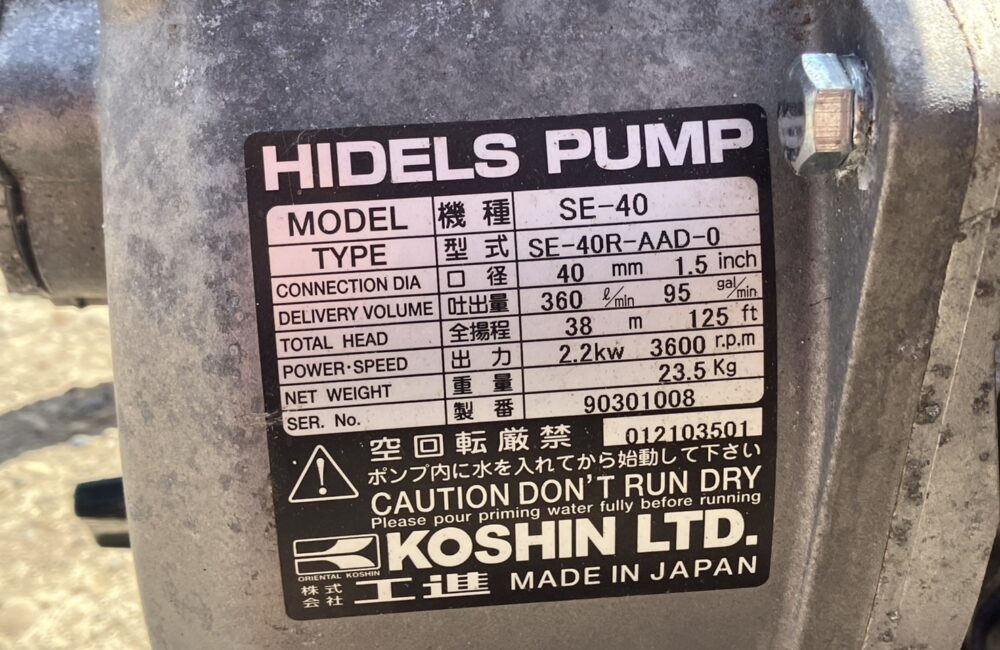 HIDELS PUMP
MODEL 機種 SE-40
TYPE 型式 SE-40R-AAD-0
CONNECTION DIA 口径 40 mm 1.5 inch
DELIVERY VOLUME 吐出量 360 ℓ/min 95 gal/min
TOTAL HEAD 全揚程 38 m 125 ft
POWER・SPEED 出力 2.2kw 3600 r.p.m
NET WEIGHT 重量 23.5 Kg
SER. No. 製番 90301008
空回転厳禁 012103501
ポンプ内に水を入れてから始動して下さい
CAUTION DON'T RUN DRY
Please pour priming water fully before running
KOSHIN LTD.
ORIENTAL KOSHIN
株式会社 工進 MADE IN JAPAN